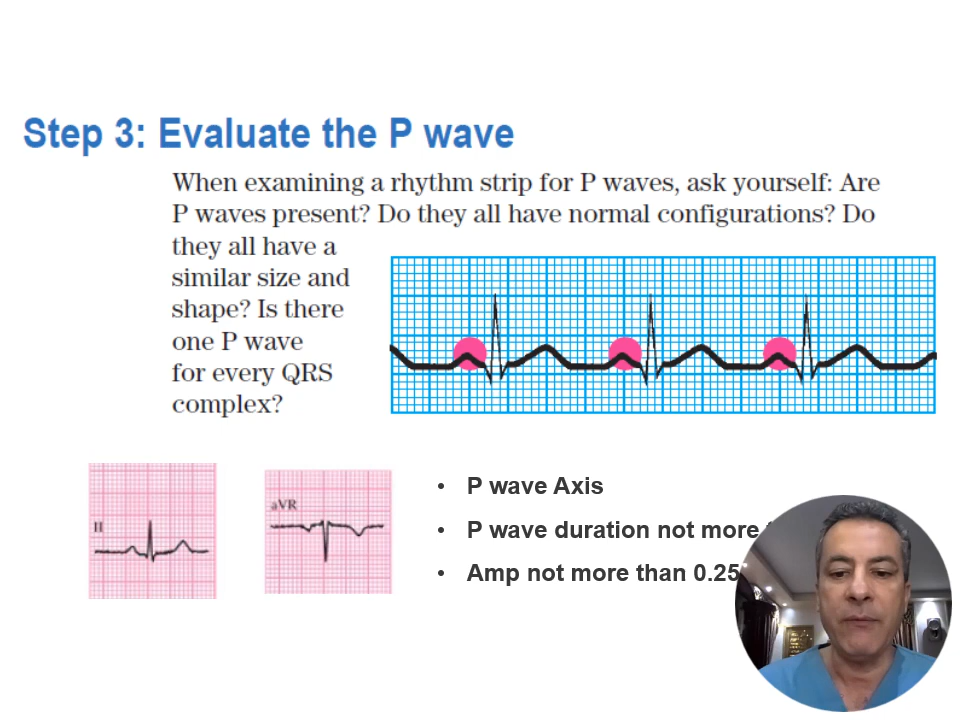 Step 3: Evaluate the P wave
When examining a rhythm strip for P waves, ask yourself: Are
P waves present? Do they all have normal configurations? Do
they all have a
similar size and
shape? Is there
one P wave
for every QRS
complex?
II
aVR
• P wave Axis
• P wave duration not more
• Amp not more than 0.25